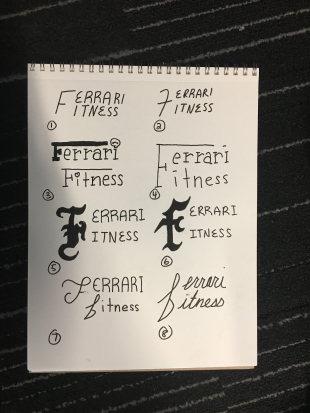 FERRARI FERRARI
FITNESS FITNESS
1 2
Ferrari Ferrari
Fitness Fitness
3 4
FERRARI FERRARI
FITNESS FITNESS
5 6
FERRARI Ferrari
fitness fitness
7 8